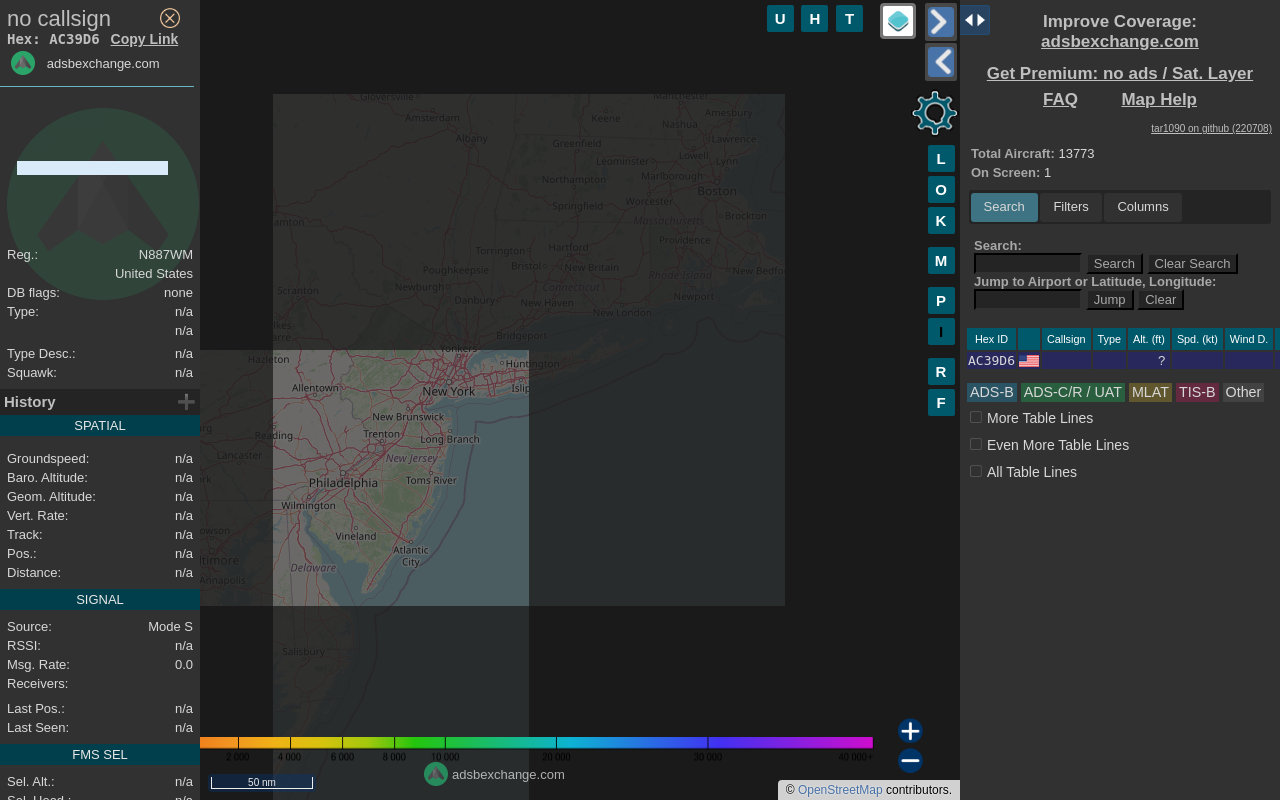 no callsign
Hex: AC39D6 Copy Link
adsbexchange.com
Reg.: N887WM
United States
DB flags: none
Type: n/a
n/a
Type Desc.: n/a
Squawk: n/a
History
SPATIAL
Groundspeed: n/a
Baro. Altitude: n/a
Geom. Altitude: n/a
Vert. Rate: n/a
Track: n/a
Pos.: n/a
Distance: n/a
SIGNAL
Source: Mode S
RSSI: n/a
Msg. Rate: 0.0
Receivers:
Last Pos.: n/a
Last Seen: n/a
FMS SEL
Sel. Alt.: n/a
U H T
L
O
K
M
P
I
R
F
Gloversville
Manchester
Amsterdam
Keene
Amesbury
Nashua
Albany
Greenfield
Lawrence
Lowell
Lynn
Leominster
Northampton
Marlborough
Boston
Springfield
Worcester
Massachusetts
Brockton
Providence
Torrington
Hartford
Bristol
New Britain
Poughkeepsie
New Bedford
Rhode Island
Scranton
Newburgh
Connecticut
Newport
Danbury
New Haven
New London
Bridgeport
Yonkers
Hazleton
Huntington
Allentown
New York
Islip
New Brunswick
Reading
Trenton
Long Branch
Lancaster
New Jersey
Philadelphia
Toms River
Wilmington
Vineland
Atlantic
City
Delaware
Annapolis
Salisbury
2 000 4 000 6 000 8 000 10 000 20 000 30 000 40 000+
50 nm
adsbexchange.com
© OpenStreetMap contributors.
Improve Coverage:
adsbexchange.com
Get Premium: no ads / Sat. Layer
FAQ Map Help
tar1090 on github (220708)
Total Aircraft: 13773
On Screen: 1
Search Filters Columns
Search:
Search Clear Search
Jump to Airport or Latitude, Longitude:
Jump Clear
Hex ID Callsign Type Alt. (ft) Spd. (kt) Wind D.
AC39D6 ?
ADS-B ADS-C/R / UAT MLAT TIS-B Other
More Table Lines
Even More Table Lines
All Table Lines